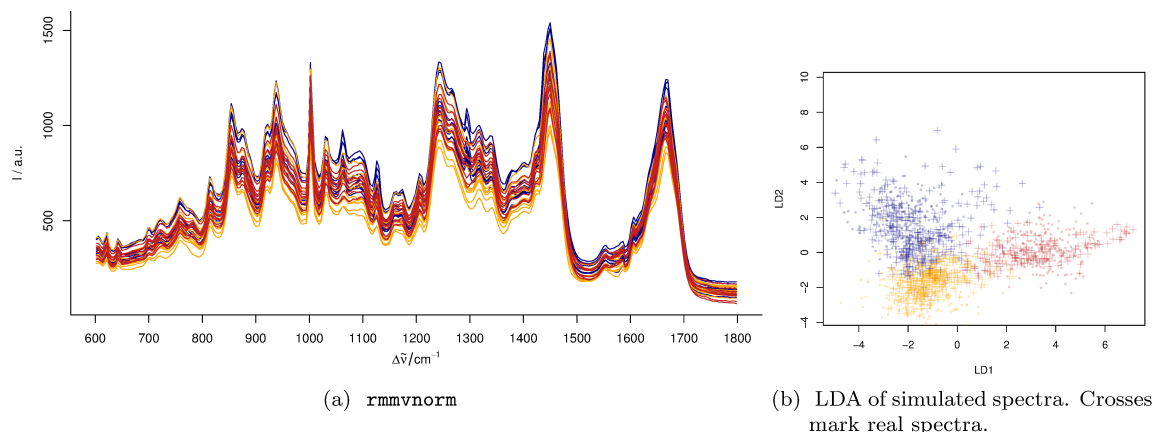 1500
1000
500
I / a.u.
600 700 800 900 1000 1100 1200 1300 1400 1500 1600 1700 1800
Δν̃/cm⁻¹
(a) rmmvnorm
10
8
6
4
2
0
−2
−4
LD2
−4 −2 0 2 4 6
LD1
(b) LDA of simulated spectra. Crosses
mark real spectra.